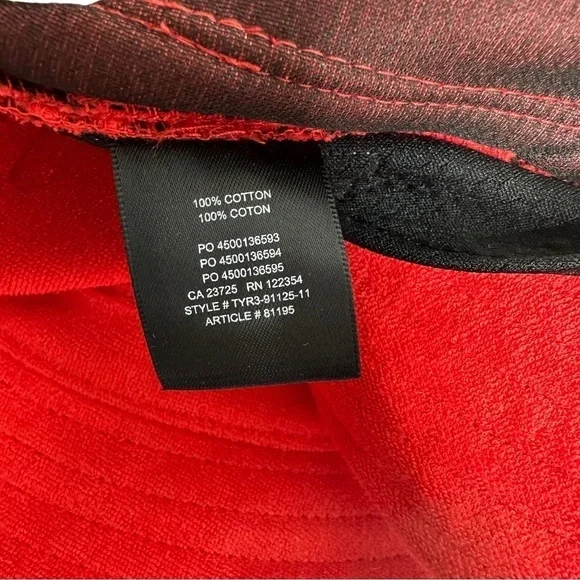 100% COTTON
100% COTON
PO 4500136593
PO 4500136594
PO 4500136595
CA 23725 RN 122354
STYLE # TYR3-91125-11
ARTICLE # 81195